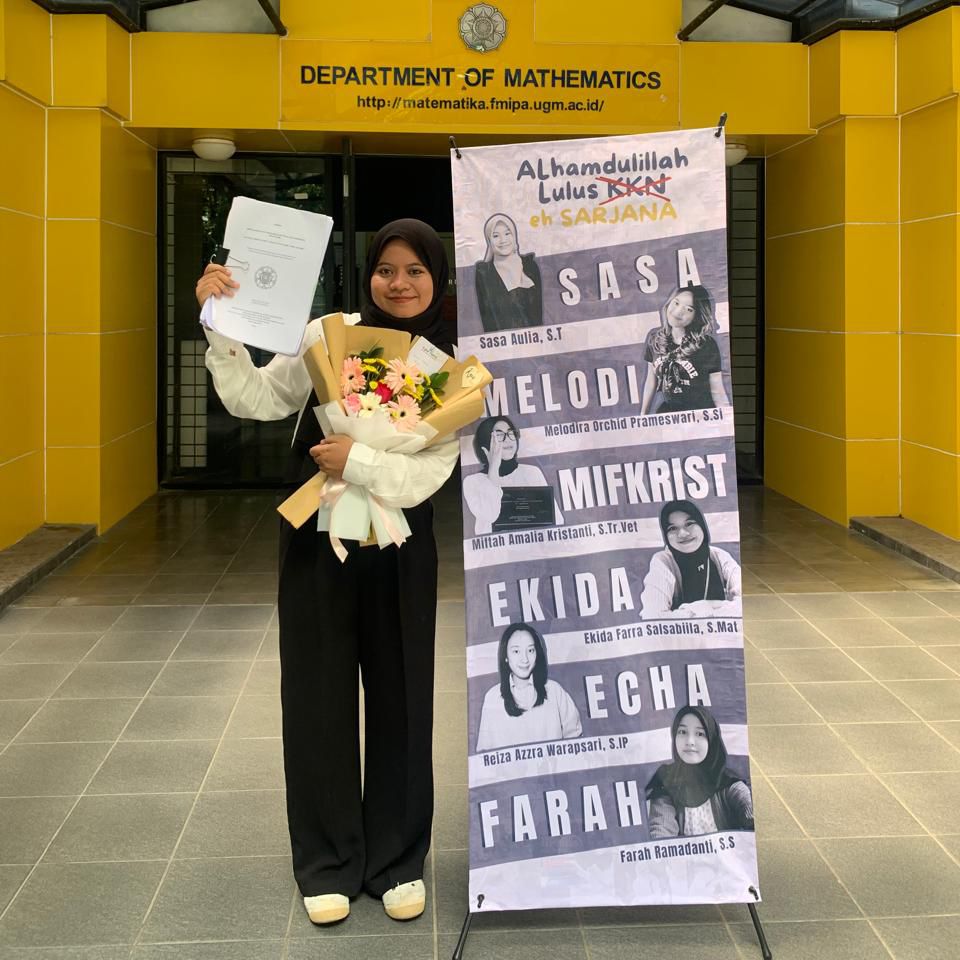 DEPARTMENT OF MATHEMATICS
http://matematika.fmipa.ugm.ac.id/
ALhamdulillah
Lulus KKN
eh SARJANA
SASA
Sasa Aulia, S.T
MELODI
Melodira Orchid Prameswari, S.Si
MIFKRIST
Miftah Amalia Kristanti, S.Tr.Vet
EKIDA
Ekida Farra Salsabiila, S.Mat
ECHA
Reiza Azzra Warapsari, S.IP
FARAH
Farah Ramadanti, S.S